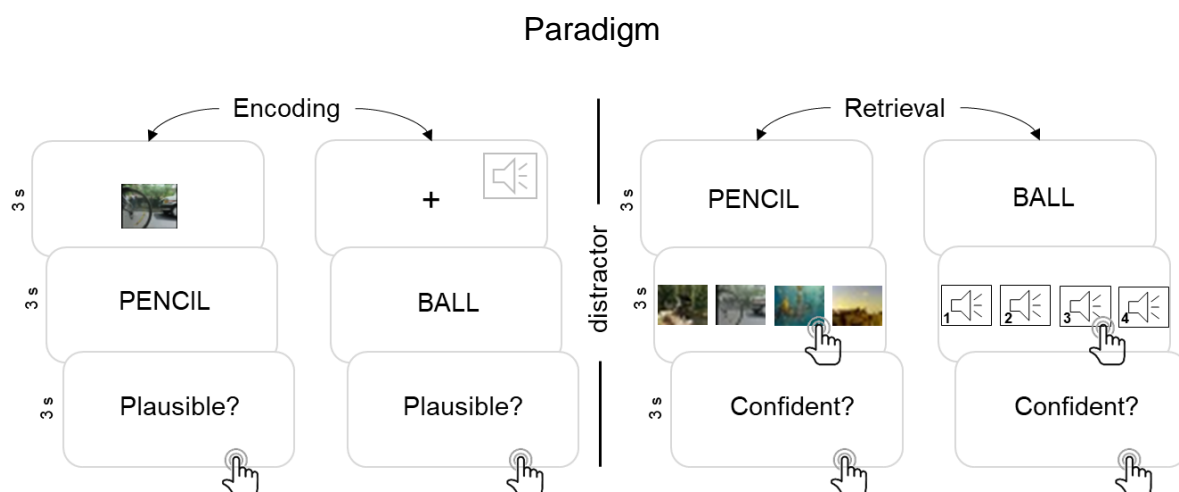 Paradigm
Encoding
Retrieval
3 s
+
3 s
PENCIL
BALL
3 s
PENCIL
BALL
distractor
3 s
1 2 3 4
3 s
Plausible?
Plausible?
3 s
Confident?
Confident?